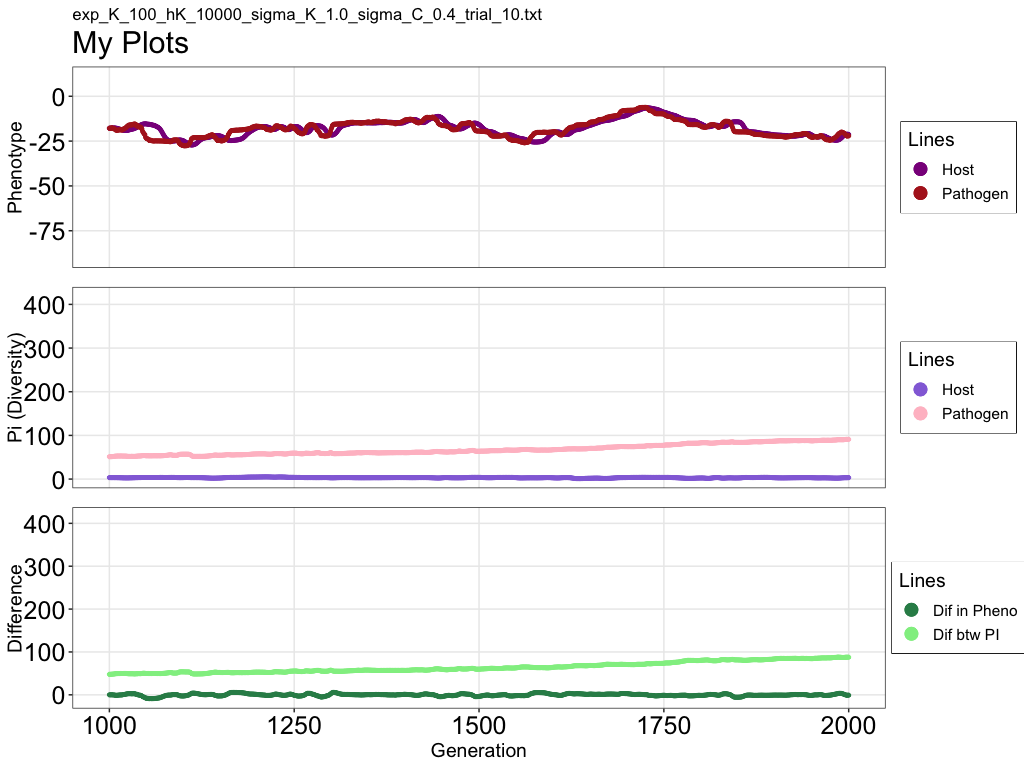 exp_K_100_hK_10000_sigma_K_1.0_sigma_C_0.4_trial_10.txt
My Plots
Phenotype
0
-25
-50
-75
Lines
Host
Pathogen
Pi (Diversity)
400
300
200
100
0
Lines
Host
Pathogen
Difference
400
300
200
100
0
Lines
Dif in Pheno
Dif btw PI
1000 1250 1500 1750 2000
Generation